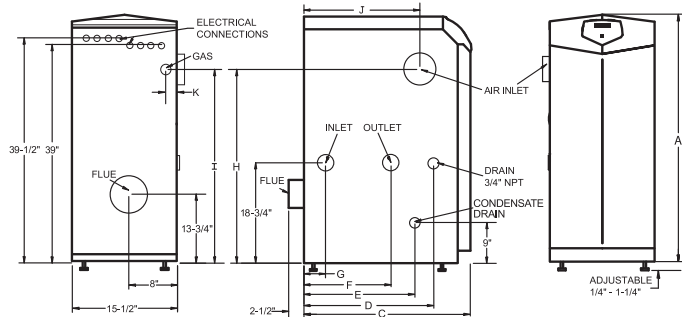 ELECTRICAL
CONNECTIONS
GAS
K
39-1/2"
39"
I
FLUE
13-3/4"
8"
15-1/2"
J
AIR INLET
H
INLET
OUTLET
DRAIN
3/4" NPT
FLUE
18-3/4"
CONDENSATE
DRAIN
9"
G
F
E
D
C
2-1/2"
A
ADJUSTABLE
1/4" - 1-1/4"